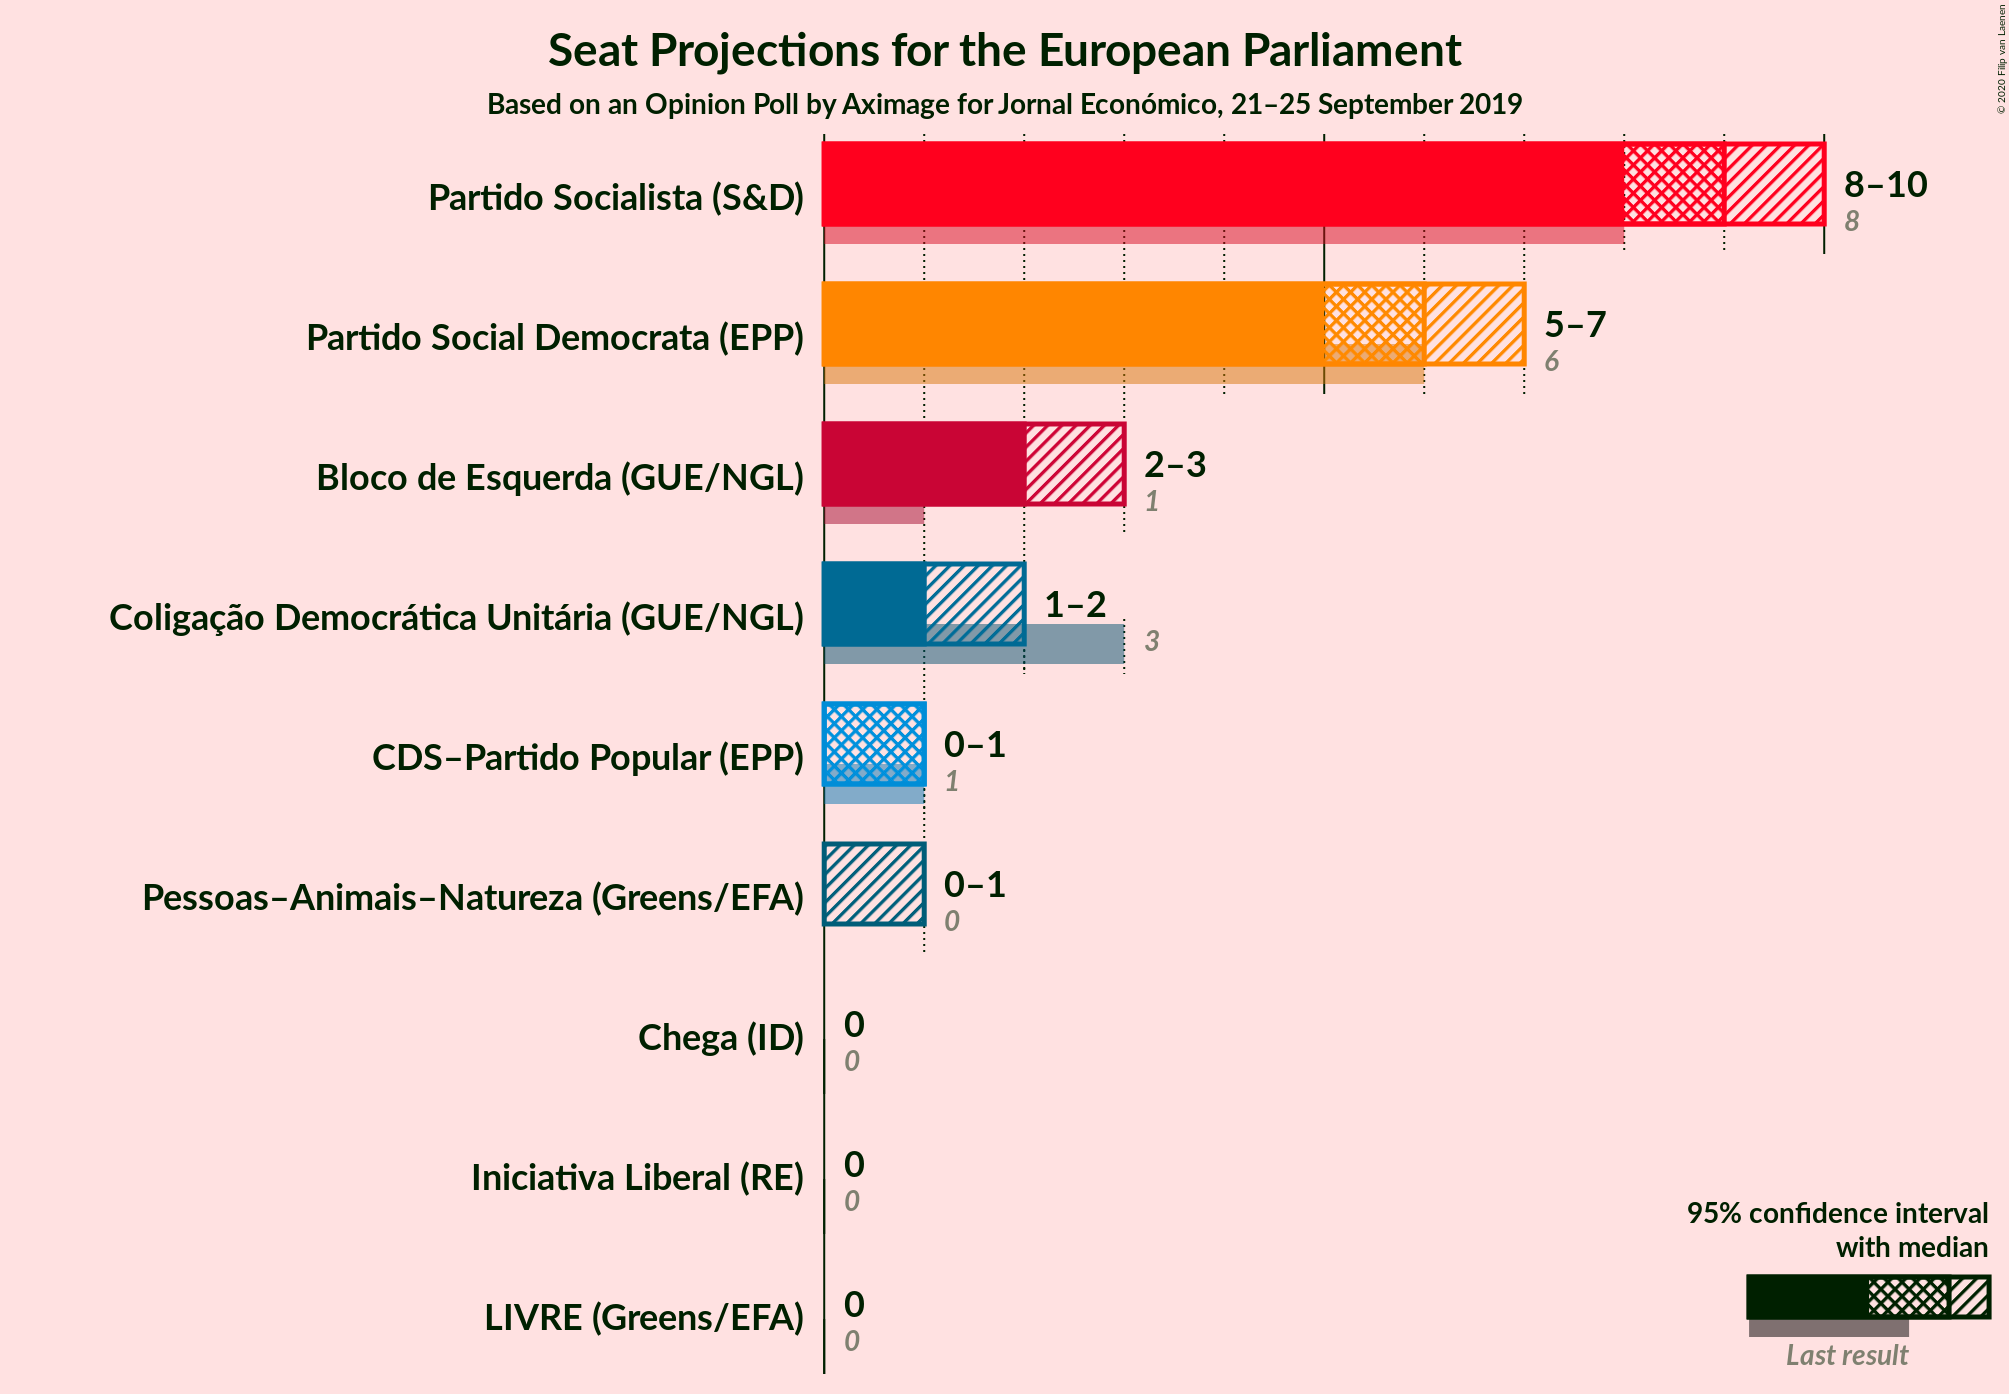 Seat Projections for the European Parliament
Based on an Opinion Poll by Aximage for Jornal Económico, 21–25 September 2019
© 2020 Filip van Laenen
Partido Socialista (S&D)
8–10
8
Partido Social Democrata (EPP)
5–7
6
Bloco de Esquerda (GUE/NGL)
2–3
1
Coligação Democrática Unitária (GUE/NGL)
1–2
3
CDS–Partido Popular (EPP)
0–1
1
Pessoas–Animais–Natureza (Greens/EFA)
0–1
0
Chega (ID)
0
0
Iniciativa Liberal (RE)
0
0
LIVRE (Greens/EFA)
0
0
95% confidence interval
with median
Last result